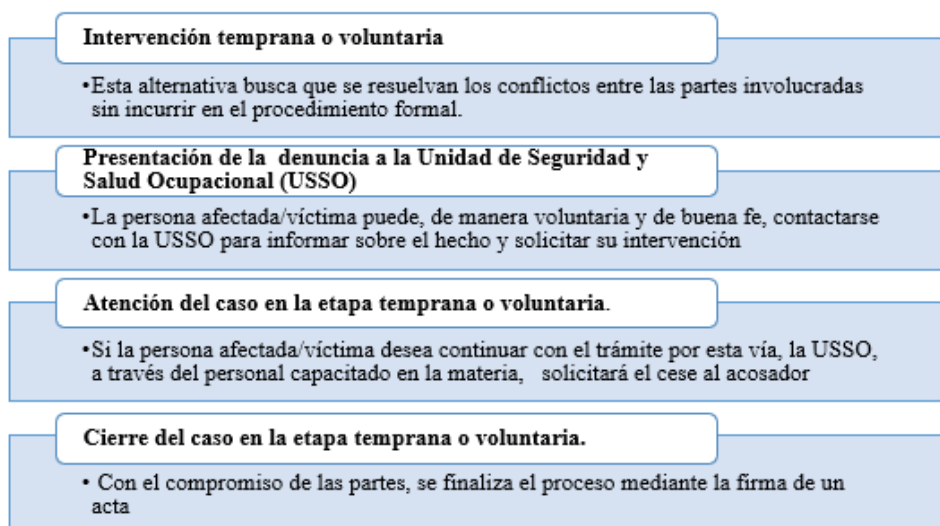 Intervención temprana o voluntaria
•Esta alternativa busca que se resuelvan los conflictos entre las partes involucradas
sin incurrir en el procedimiento formal.
Presentación de la denuncia a la Unidad de Seguridad y
Salud Ocupacional (USSO)
•La persona afectada/víctima puede, de manera voluntaria y de buena fe, contactarse
con la USSO para informar sobre el hecho y solicitar su intervención
Atención del caso en la etapa temprana o voluntaria.
•Si la persona afectada/víctima desea continuar con el trámite por esta vía, la USSO,
a través del personal capacitado en la materia, solicitará el cese al acosador
Cierre del caso en la etapa temprana o voluntaria.
• Con el compromiso de las partes, se finaliza el proceso mediante la firma de un
acta